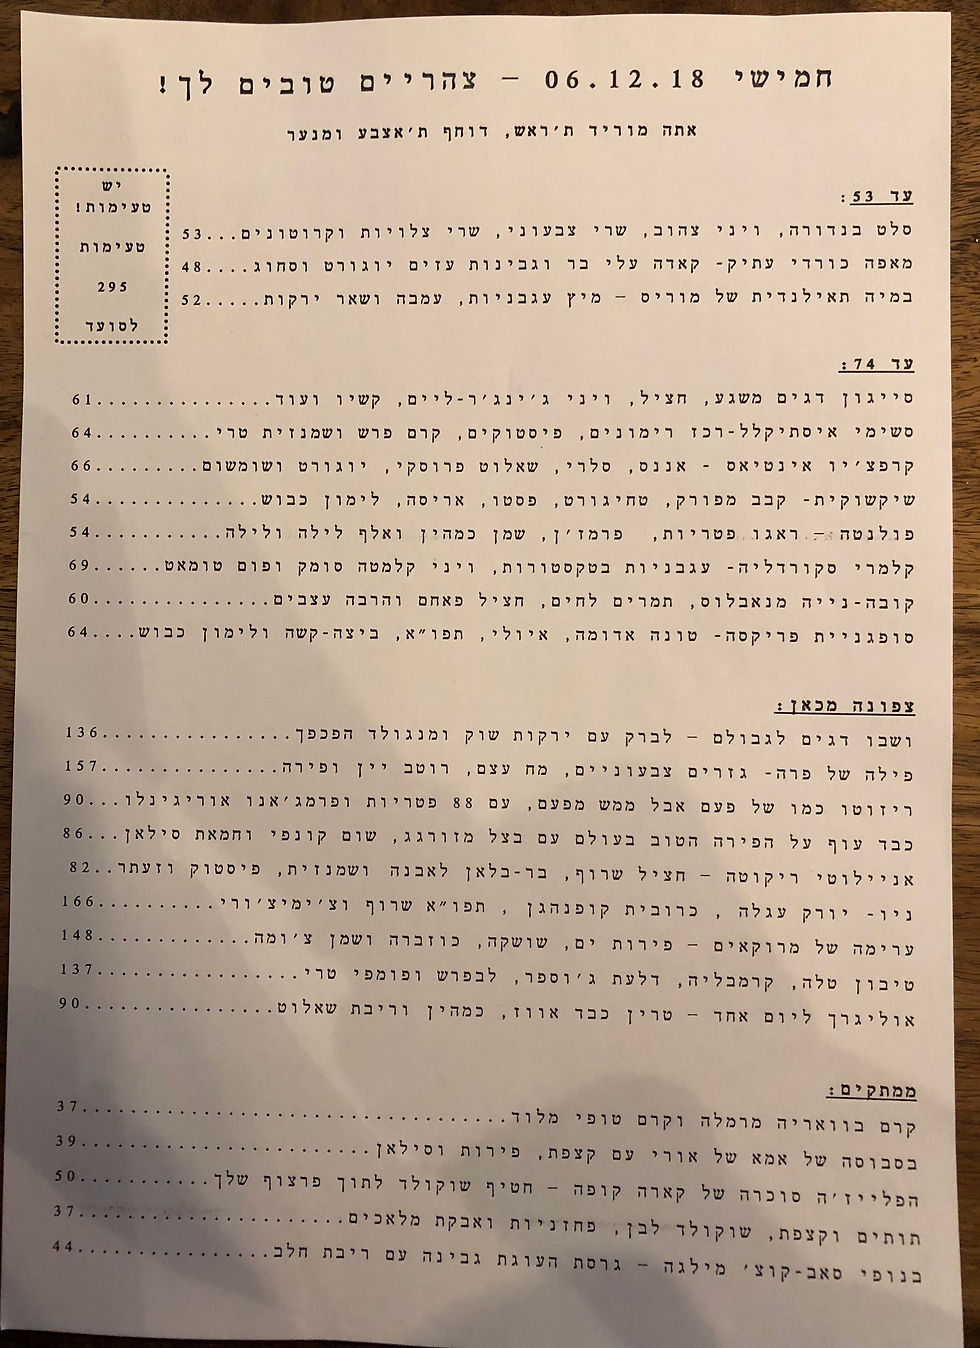 חמישי 06.12.18 – צהריים טובים לך!
אתה מוריד ת'ראש, דוחף ת'אצבע ומנער
יש
טעימות!
טעימות
295
לסועד
עד 53:
סלט בנדורה, ויני צהוב, שרי צבעוני, שרי צלויות וקרוטונים...53
מאפה כורדי עתיק- קאדה עלי בר וגבינות עזים יוגורט וסחוג....48
במיה תאילנדית של מוריס – מיץ עגבניות, עמבה ושאר ירקות.....52
עד 74:
סייגון דגים משגע, חציל, ויני ג'ינג'ר-ליים, קשיו ועוד...............61
סשימי איסתיקלל-רכז רימונים, פיסטוקים, קרם פרש ושמנזית טרי..........64
קרפצ'יו אינטיאס - אננס, סלרי, שאלוט פרוסקי, יוגורט ושומשום.........66
שיקשוקית- קבב מפורק, טחיגורט, פסטו, אריסה, לימון כבוש..............54
פולנטה – ראגו פטריות, פרמז'ן, שמן כמהין ואלף לילה ולילה...........54
קלמרי סקורדליה- עגבניות בטקסטורות, ויני קלמטה סומק ופום טומאט......69
קובה-נייה מנאבלוס, תמרים לחים, חציל פאחם והרבה עצבים...............60
סופגניית פריקסה- טונה אדומה, איולי, תפו"א, ביצה-קשה ולימון כבוש....64
צפונה מכאן:
ושבו דגים לגבולם – לברק עם ירקות שוק ומנגולד הפכפך................136
פילה של פרה- גזרים צבעוניים, מח עצם, רוטב יין ופירה...............157
ריזוטו כמו של פעם אבל ממש מפעם, עם 88 פטריות ופרמג'אנו אוריגינלו...90
כבד עוף על הפירה הטוב בעולם עם בצל מזורגג, שום קונפי וחמאת סילאן...86
אניילוטי ריקוטה – חציל שרוף, בר-בלאן לאבנה ושמנזית, פיסטוק וזעתר..82
ניו- יורק עגלה , כרובית קופנהגן , תפו"א שרוף וצ'ימיצ'ורי..........166
ערימה של מרוקאים – פירות ים, שושקה, כוזברה ושמן צ'ומה.............148
טיבון טלה, קרמבליה, דלעת ג'וספר, לבפרש ופומפי טרי.................137
אוליגרך ליום אחד – טרין כבד אווז, כמהין וריבת שאלוט...............90
ממתקים:
קרם בוואריה מרמלה וקרם טופי מלוד..................................37
בסבוסה של אמא של אורי עם קצפת, פירות וסילאן......................39
הפלייז'ה סוכרה של קארה קופה – חטיף שוקולד לתוך פרצוף שלך...........50
תותים וקצפת, שוקולד לבן, פחזניות ואבקת מלאכים.....................37
בנופי סאב-קוצ' מילגה – גרסת העוגת גבינה עם ריבת חלב...............44